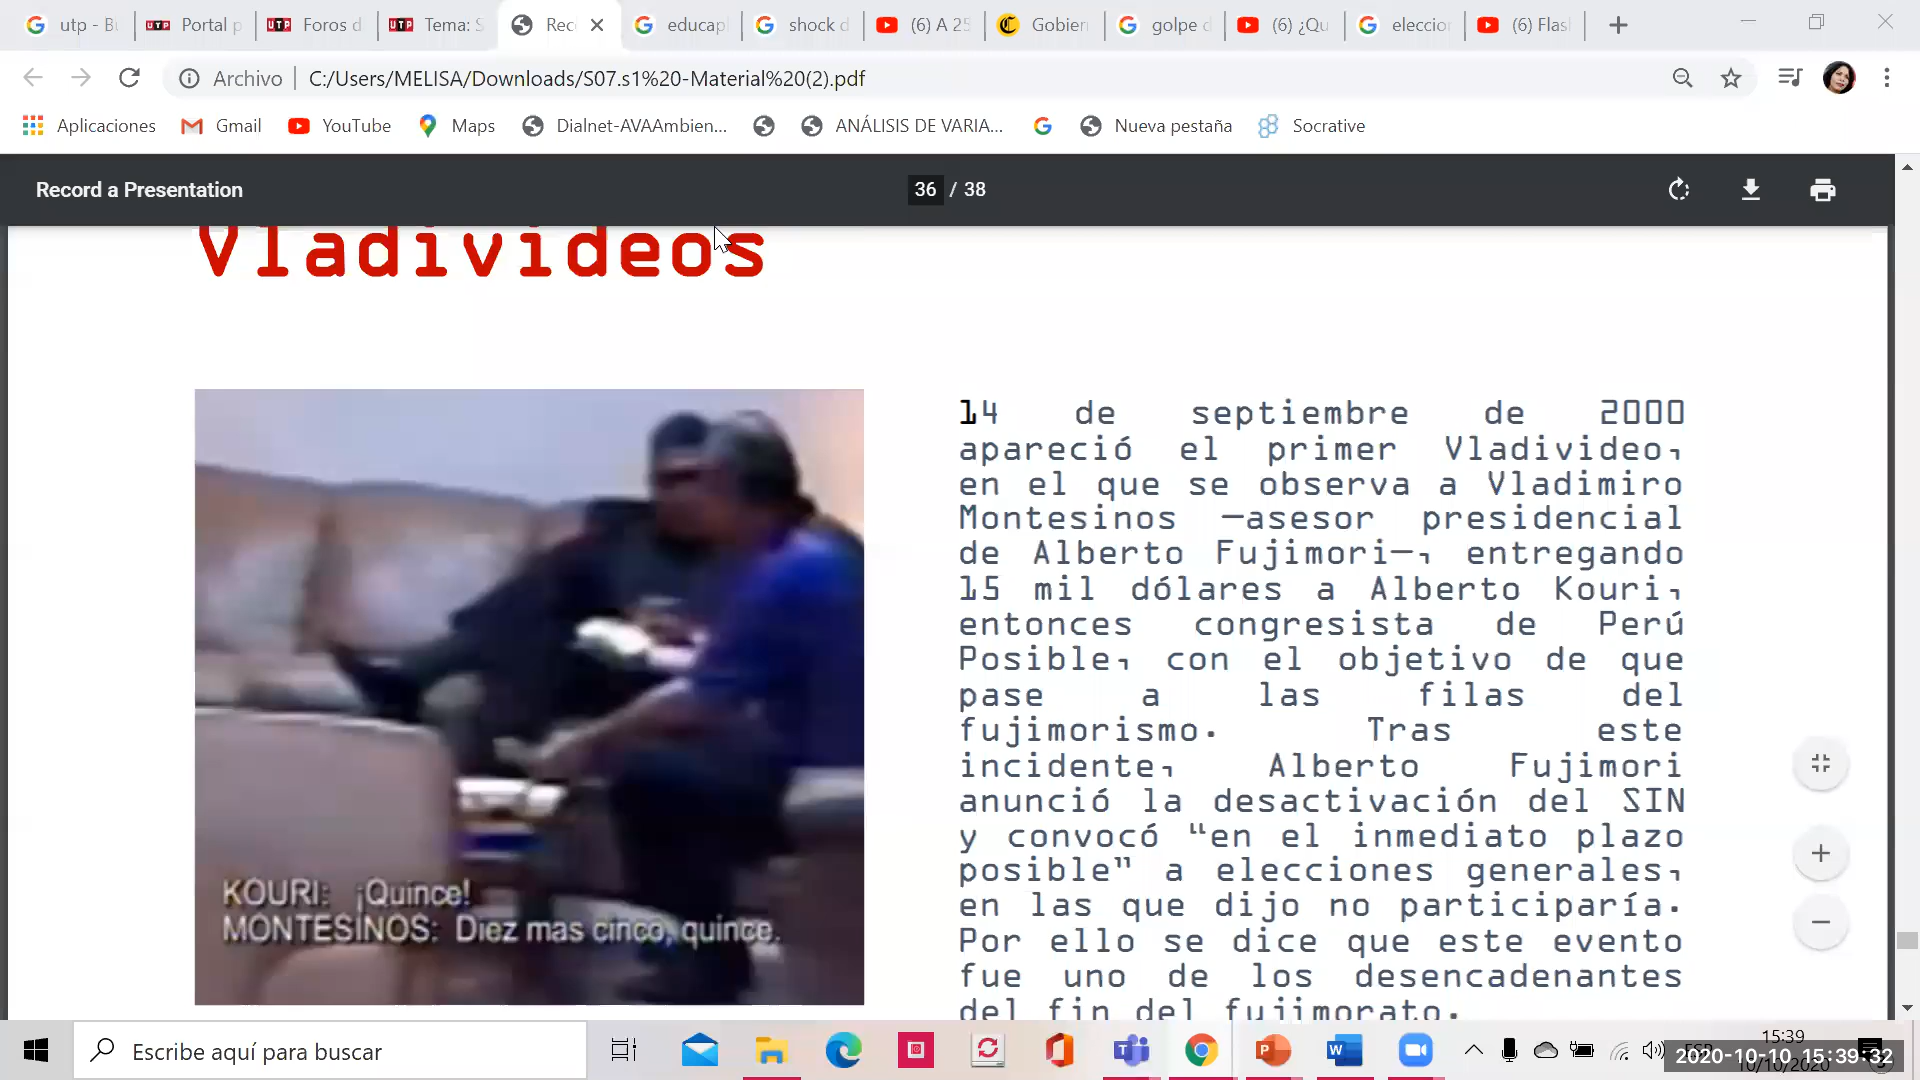 utp - Bu
Portal p
Foros d
Tema: S
Rec
educap
shock d
(6) A 25
Gobier
golpe d
(6) ¿Qu
eleccio
(6) Flas
Archivo
C:/Users/MELISA/Downloads/S07.s1%20-Material%20(2).pdf
Aplicaciones
Gmail
YouTube
Maps
Dialnet-AVAAmbien...
ANÁLISIS DE VARIA...
Nueva pestaña
Socrative
Record a Presentation
36 / 38
Vladivideos
14 de septiembre de 2000
apareció el primer Vladivideo,
en el que se observa a Vladimiro
Montesinos —asesor presidencial
de Alberto Fujimori—, entregando
15 mil dólares a Alberto Kouri,
entonces congresista de Perú
Posible, con el objetivo de que
pase a las filas del
fujimorismo. Tras este
incidente, Alberto Fujimori
anunció la desactivación del SIN
y convocó “en el inmediato plazo
posible” a elecciones generales,
en las que dijo no participaría.
Por ello se dice que este evento
fue uno de los desencadenantes
del fin del fujimorato.
KOURI: ¡Quince!
MONTESINOS: Diez mas cinco, quince.
Escribe aquí para buscar
15:39
10/10/2020
2020-10-10 15:39:32